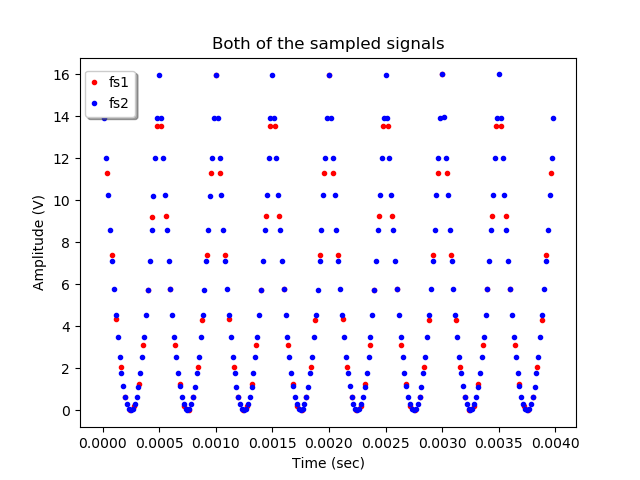 Both of the sampled signals
fs1
fs2
Amplitude (V)
16
14
12
10
8
6
4
2
0
0.0000 0.0005 0.0010 0.0015 0.0020 0.0025 0.0030 0.0035 0.0040
Time (sec)